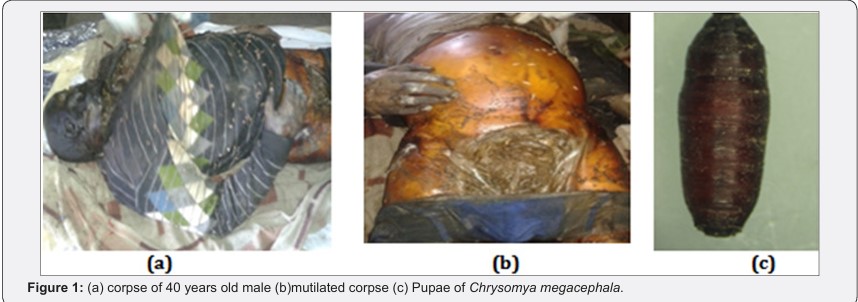 (a)
(b)
(c)
Figure 1: (a) corpse of 40 years old male (b)mutilated corpse (c) Pupae of Chrysomya megacephala.